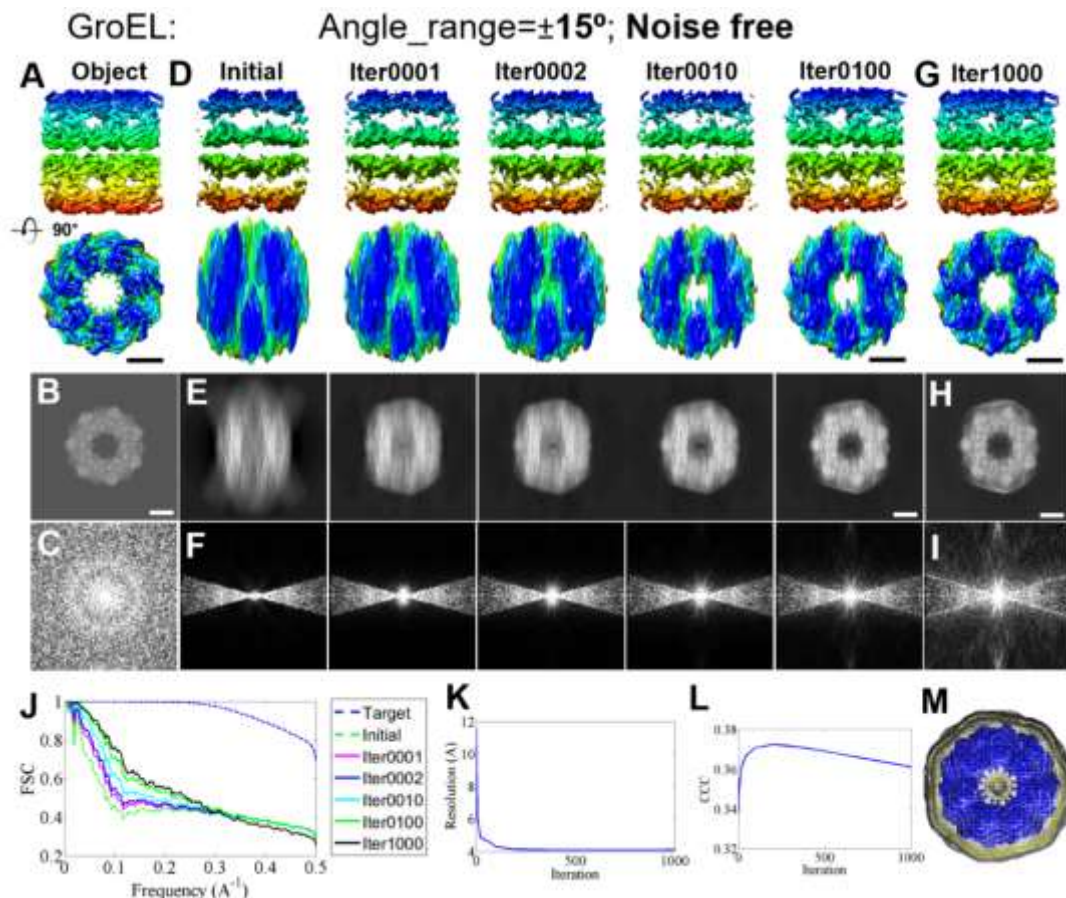 GroEL: Angle_range=±15º; Noise free
A Object D Initial Iter0001 Iter0002 Iter0010 Iter0100 G Iter1000
90°
B E H
C F I
J K L M
1
0.8
0.6
0.4
0.2
FSC
0 0.1 0.2 0.3 0.4 0.5
Frequency (A⁻¹)
Target
Initial
Iter0001
Iter0002
Iter0010
Iter0100
Iter1000
12
10
8
6
4
Resolution (A)
0 500 1000
Iteration
0.38
0.36
0.34
0.32
CCC
0 500 1000
Iteration